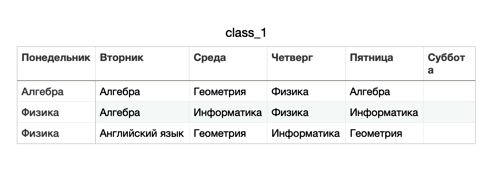 class_1
Понедельник Вторник Среда Четверг Пятница Суббот
а
Алгебра Алгебра Геометрия Физика Алгебра
Физика Алгебра Информатика Физика Информатика
Физика Английский язык Геометрия Информатика Геометрия